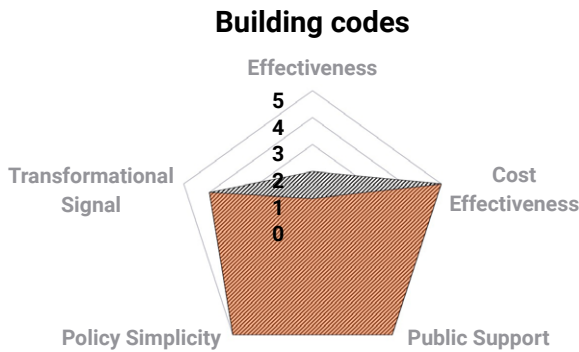 Building codes
Effectiveness
5
4
3
2
1
0
Transformational
Signal
Cost
Effectiveness
Policy Simplicity
Public Support